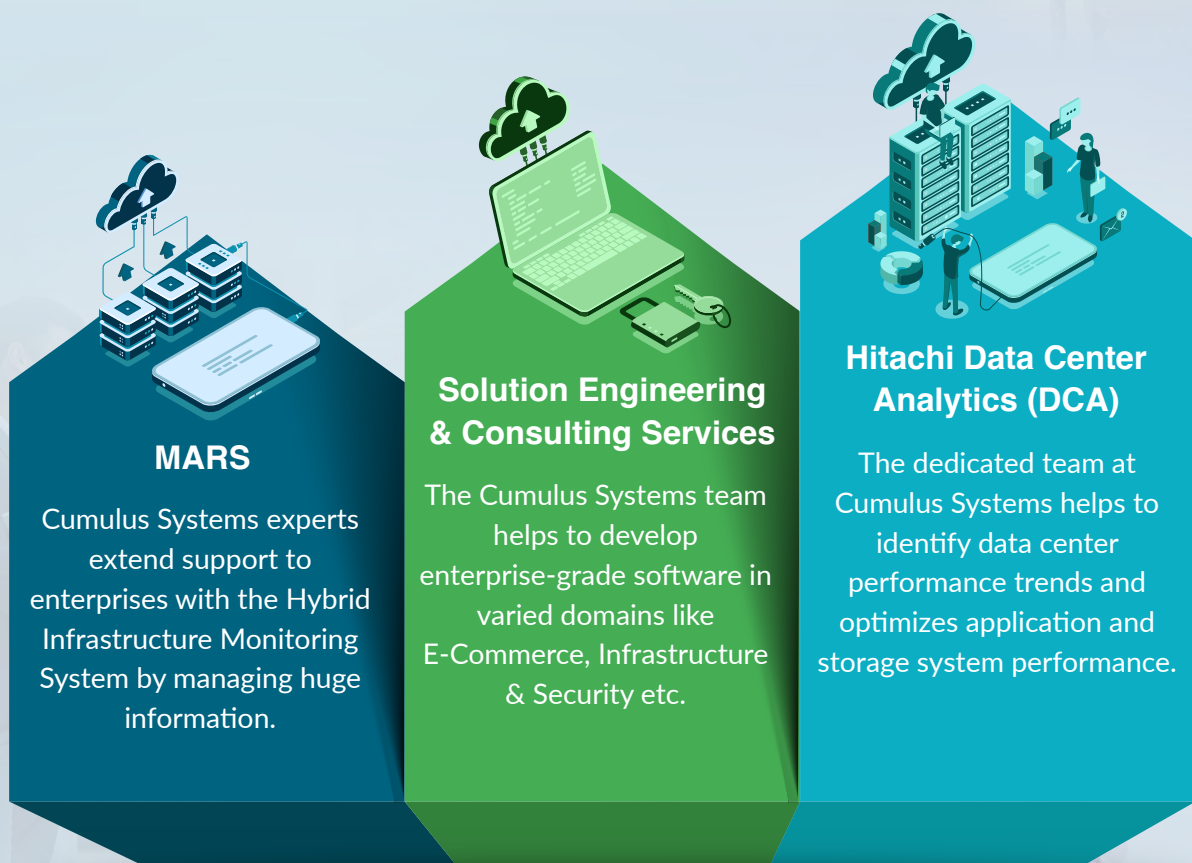 MARS
Cumulus Systems experts
extend support to
enterprises with the Hybrid
Infrastructure Monitoring
System by managing huge
information.
Solution Engineering
& Consulting Services
The Cumulus Systems team
helps to develop
enterprise-grade software in
varied domains like
E-Commerce, Infrastructure
& Security etc.
Hitachi Data Center
Analytics (DCA)
The dedicated team at
Cumulus Systems helps to
identify data center
performance trends and
optimizes application and
storage system performance.